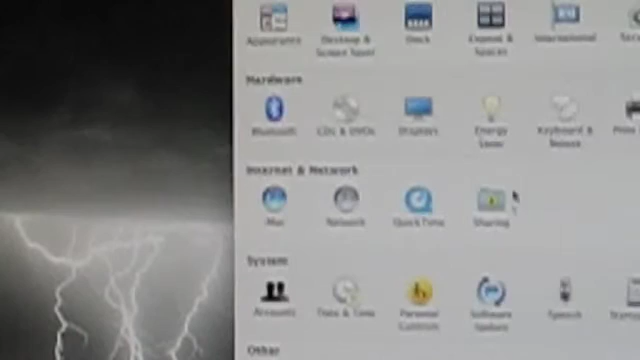 Appearance Desktop & Dock Exposé & International
Screen Saver Spaces
Hardware
Bluetooth CDs & DVDs Displays Energy Keyboard &
Saver Mouse
Internet & Network
Mac Network QuickTime Sharing
System
Accounts Date & Time Parental Software Speech Startup
Controls Update
Other